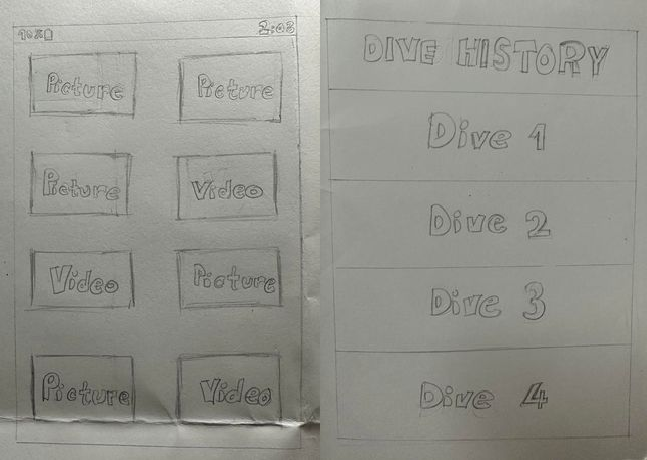 2:03
Picture Picture
Picture Video
Video Picture
Picture Video
DIVE HISTORY
Dive 1
Dive 2
Dive 3
Dive 4